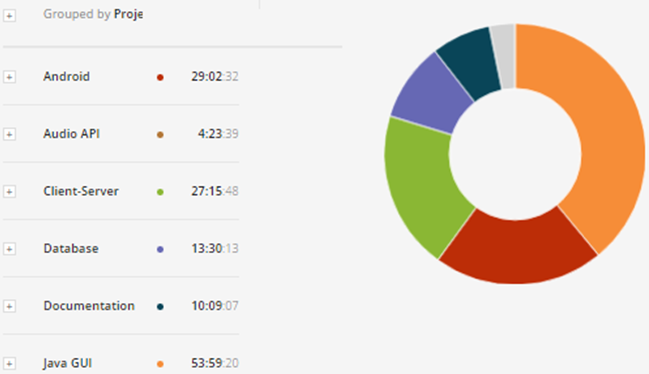 Grouped by Proje
Android 29:02:32
Audio API 4:23:39
Client-Server 27:15:48
Database 13:30:13
Documentation 10:09:07
Java GUI 53:59:20